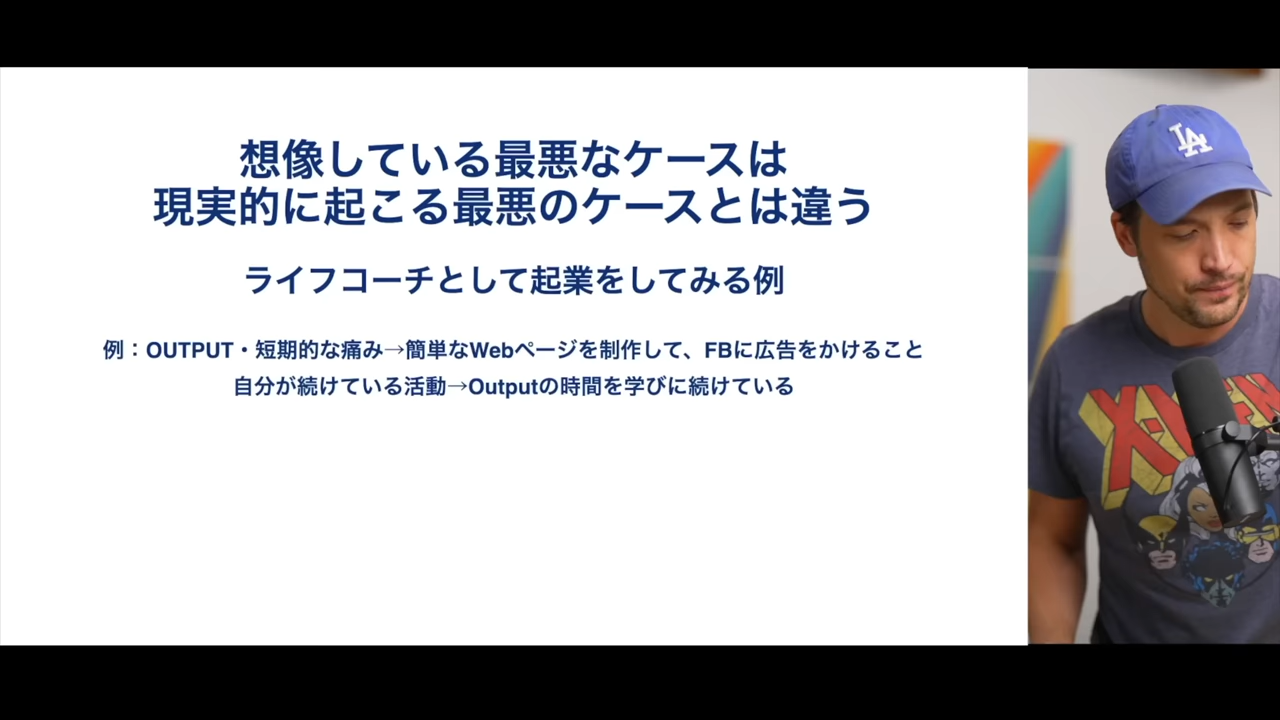 想像している最悪なケースは
現実的に起こる最悪のケースとは違う
ライフコーチとして起業をしてみる例
例：OUTPUT・短期的な痛み→簡単なWebページを制作して、FBに広告をかけること
自分が続けている活動→Outputの時間を学びに続けている
LA
X-MEN